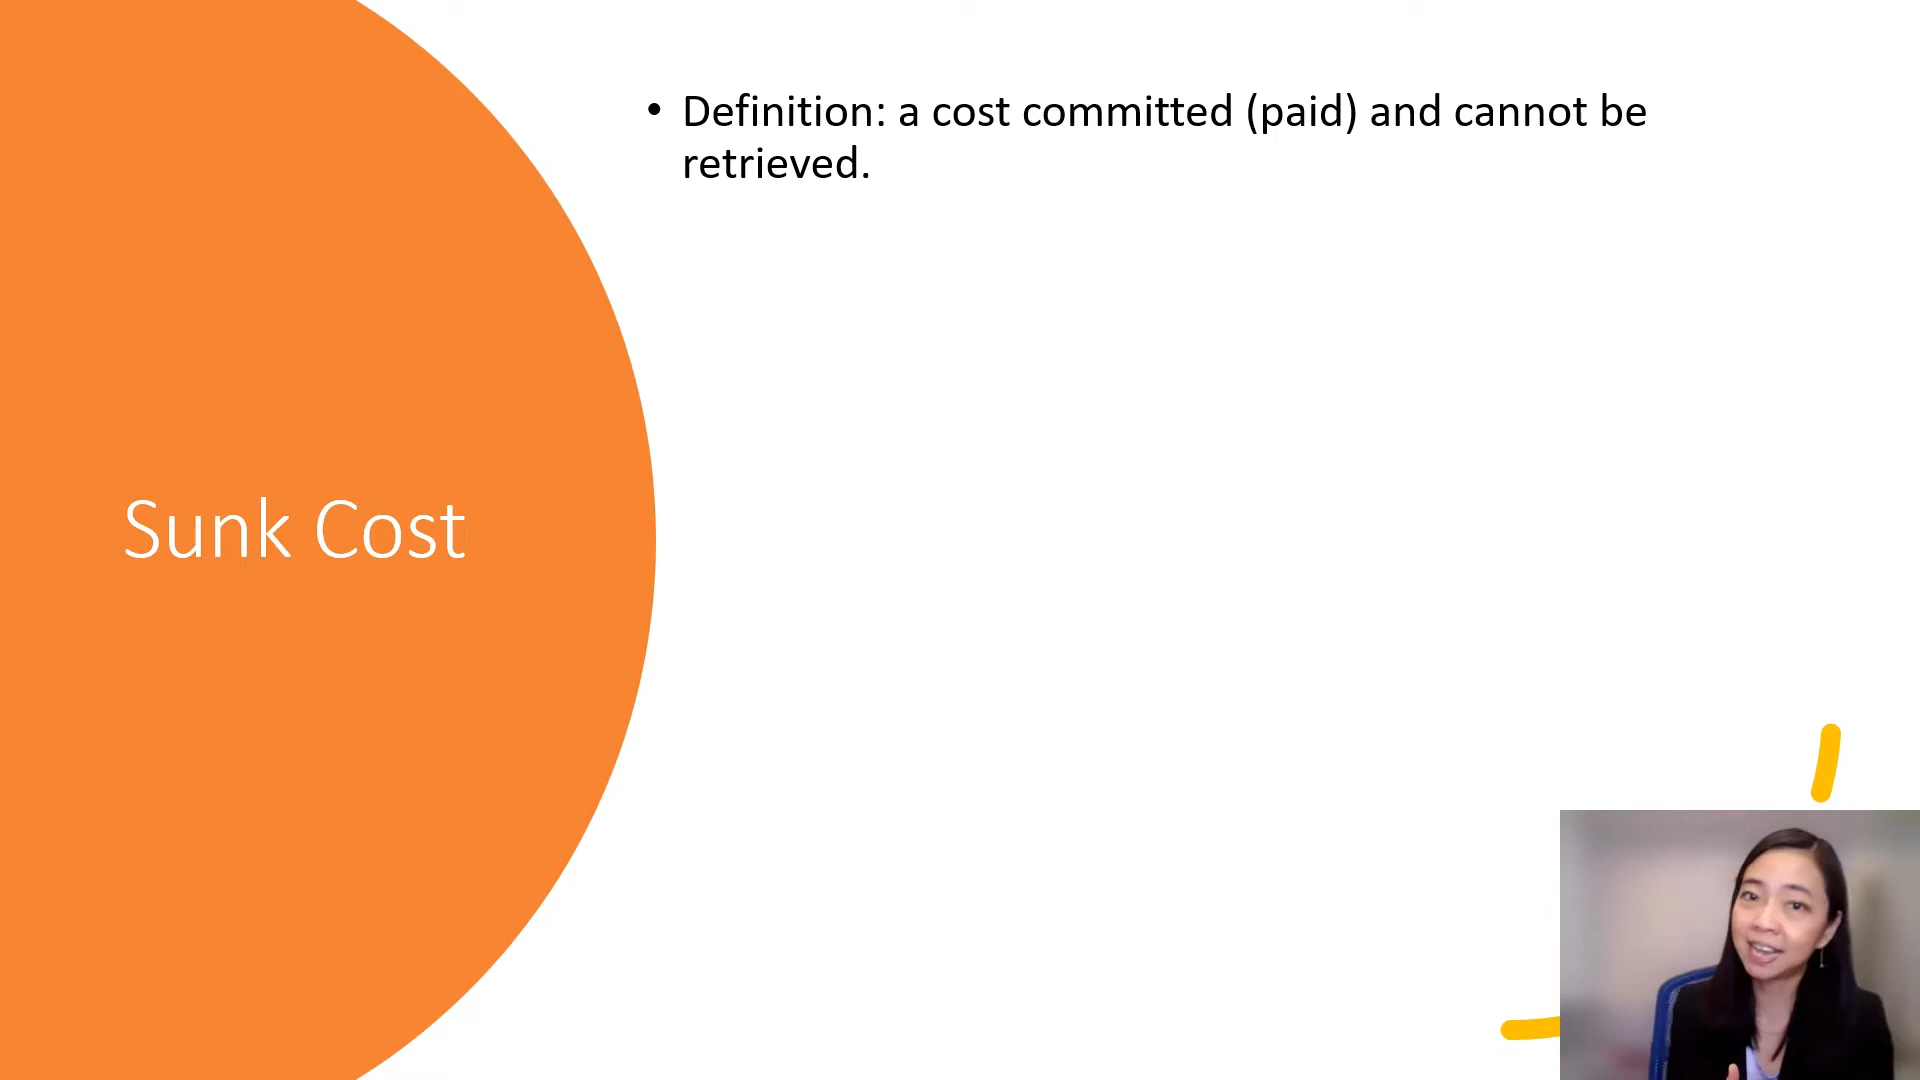 Sunk Cost
• Definition: a cost committed (paid) and cannot be
retrieved.